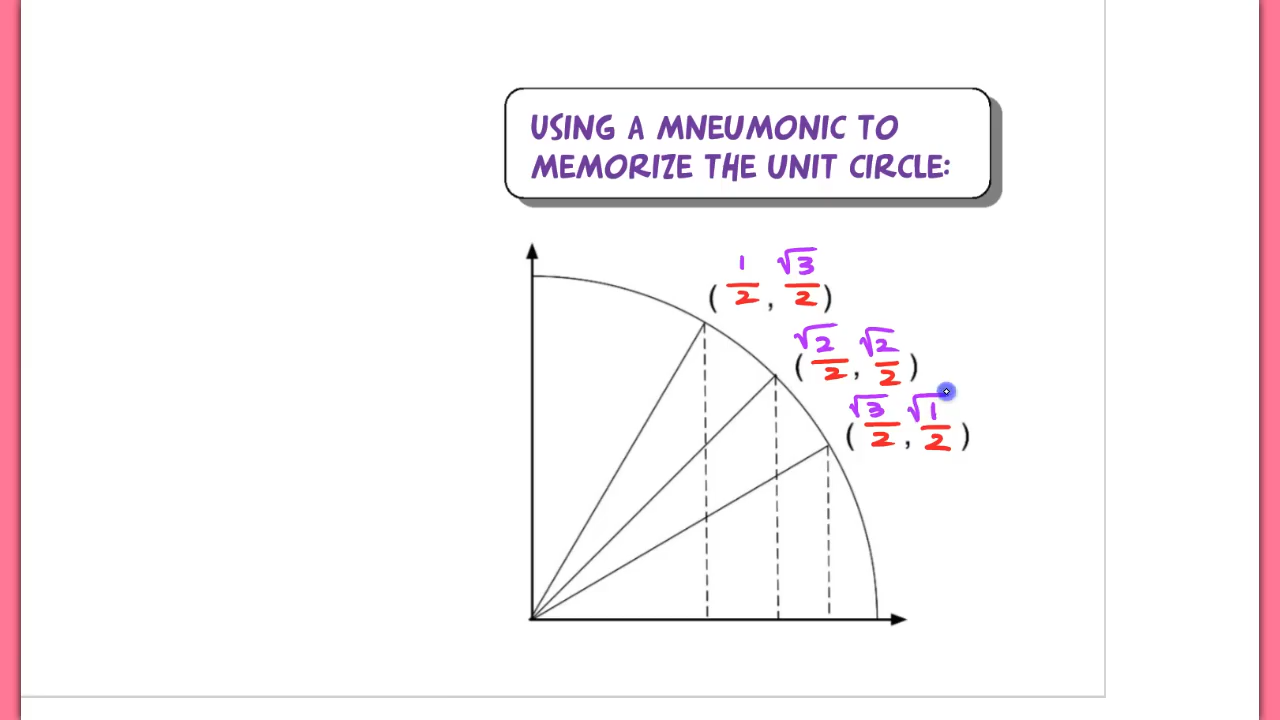 USING A MNEUMONIC TO
MEMORIZE THE UNIT CIRCLE:
(1/2, √3/2)
(√2/2, √2/2)
(√3/2, √1/2)